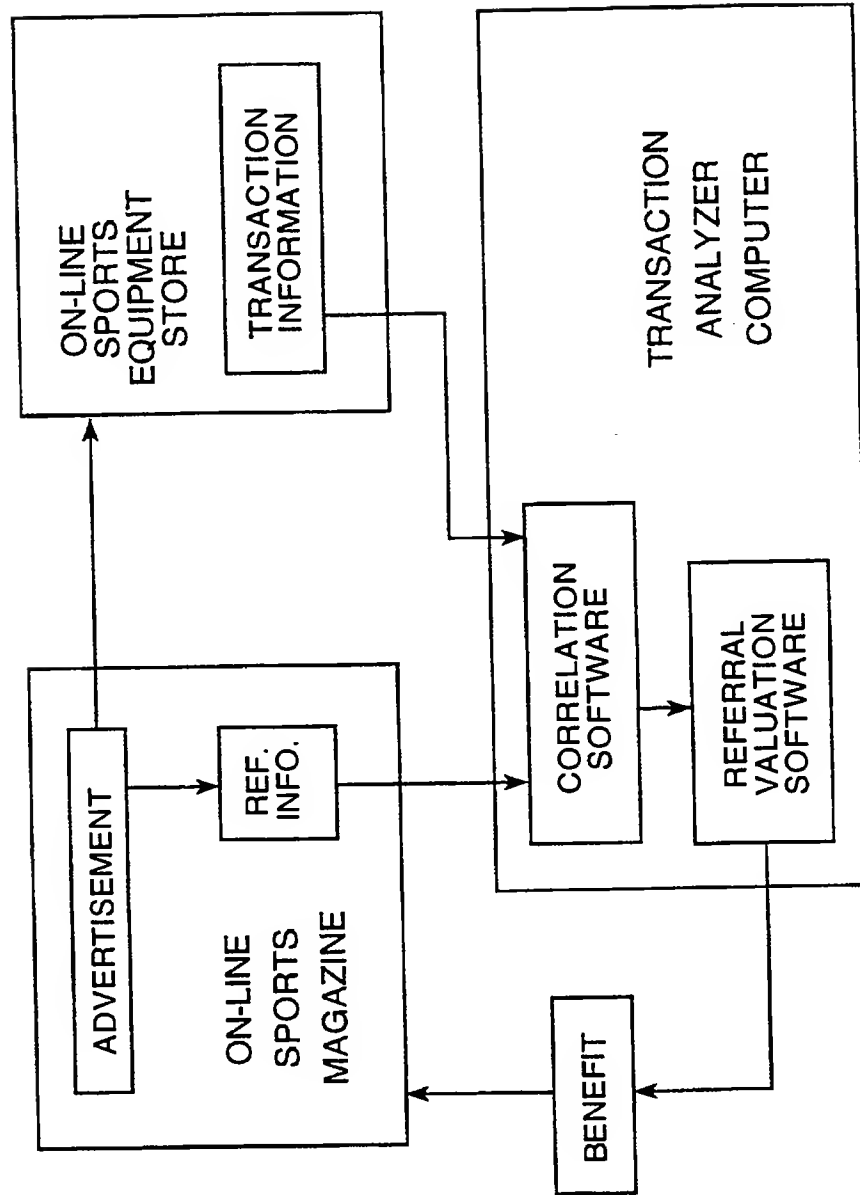 ADVERTISEMENT
REF.
INFO.
ON-LINE
SPORTS
MAGAZINE
ON-LINE
SPORTS
EQUIPMENT
STORE
TRANSACTION
INFORMATION
BENEFIT
CORRELATION
SOFTWARE
REFERRAL
VALUATION
SOFTWARE
TRANSACTION
ANALYZER
COMPUTER